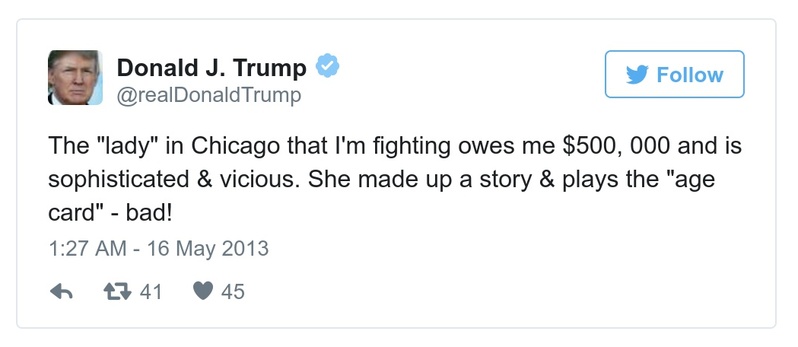 Donald J. Trump
@realDonaldTrump
Follow
The "lady" in Chicago that I'm fighting owes me $500, 000 and is
sophisticated & vicious. She made up a story & plays the "age
card" - bad!
1:27 AM - 16 May 2013
41 45